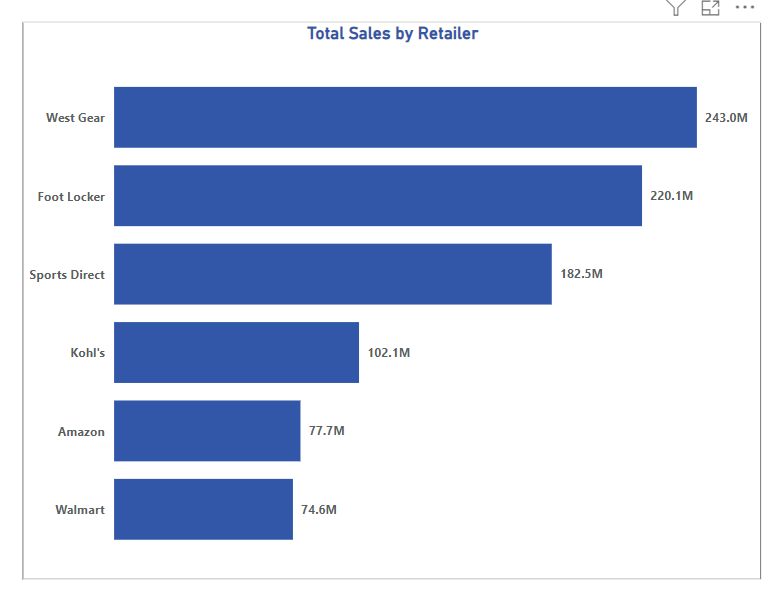 Total Sales by Retailer
West Gear 243.0M
Foot Locker 220.1M
Sports Direct 182.5M
Kohl's 102.1M
Amazon 77.7M
Walmart 74.6M